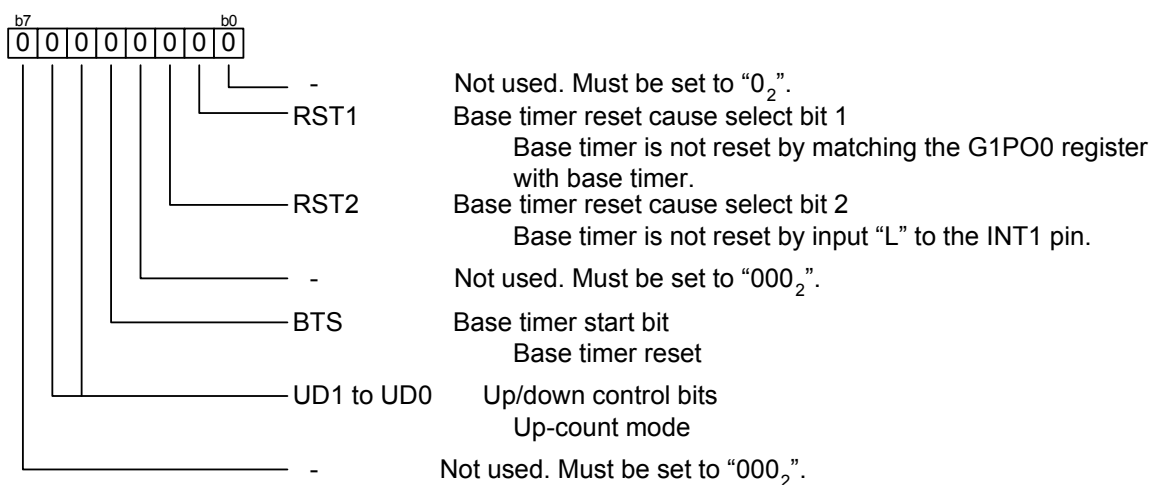 b7 b0
0 0 0 0 0 0 0 0
- Not used. Must be set to “0₂”.
RST1 Base timer reset cause select bit 1
Base timer is not reset by matching the G1PO0 register
with base timer.
RST2 Base timer reset cause select bit 2
Base timer is not reset by input “L” to the INT1 pin.
- Not used. Must be set to “000₂”.
BTS Base timer start bit
Base timer reset
UD1 to UD0 Up/down control bits
Up-count mode
- Not used. Must be set to “000₂”.